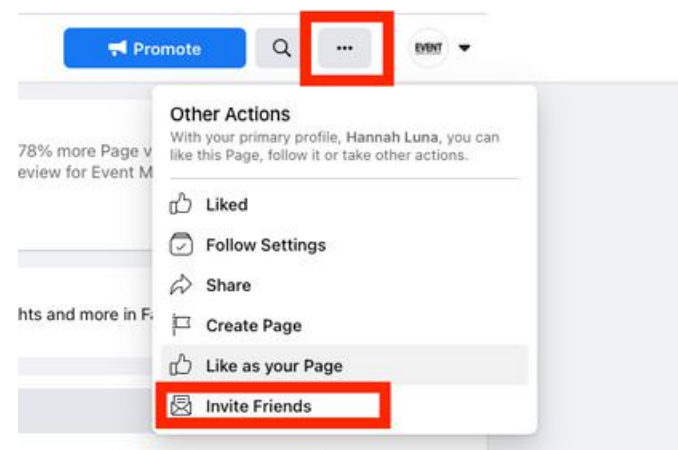 Promote
...
EVENT
Other Actions
With your primary profile, Hannah Luna, you can
like this Page, follow it or take other actions.
78% more Page v
eview for Event M
Liked
Follow Settings
Share
hts and more in Fa
Create Page
Like as your Page
Invite Friends